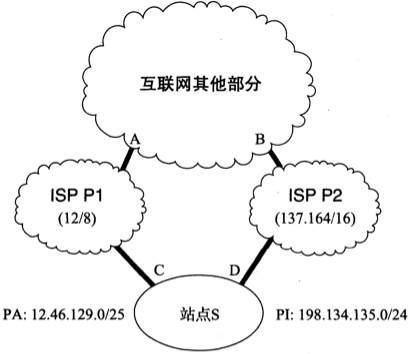 互联网其他部分
A
B
ISP P1
(12/8)
ISP P2
(137.164/16)
C
D
PA: 12.46.129.0/25
站点S
PI: 198.134.135.0/24